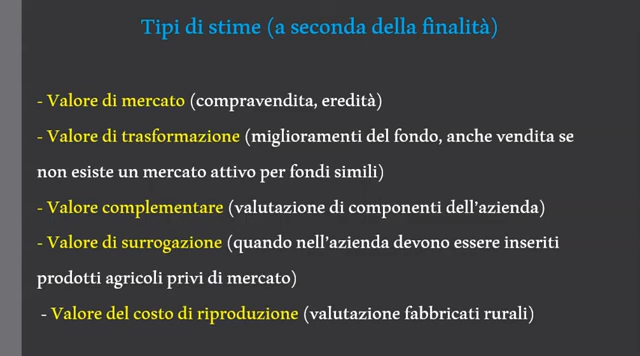 Tipi di stime (a seconda della finalità)
- Valore di mercato (compravendita, eredità)
- Valore di trasformazione (miglioramenti del fondo, anche vendita se
non esiste un mercato attivo per fondi simili)
- Valore complementare (valutazione di componenti dell'azienda)
- Valore di surrogazione (quando nell'azienda devono essere inseriti
prodotti agricoli privi di mercato)
- Valore del costo di riproduzione (valutazione fabbricati rurali)